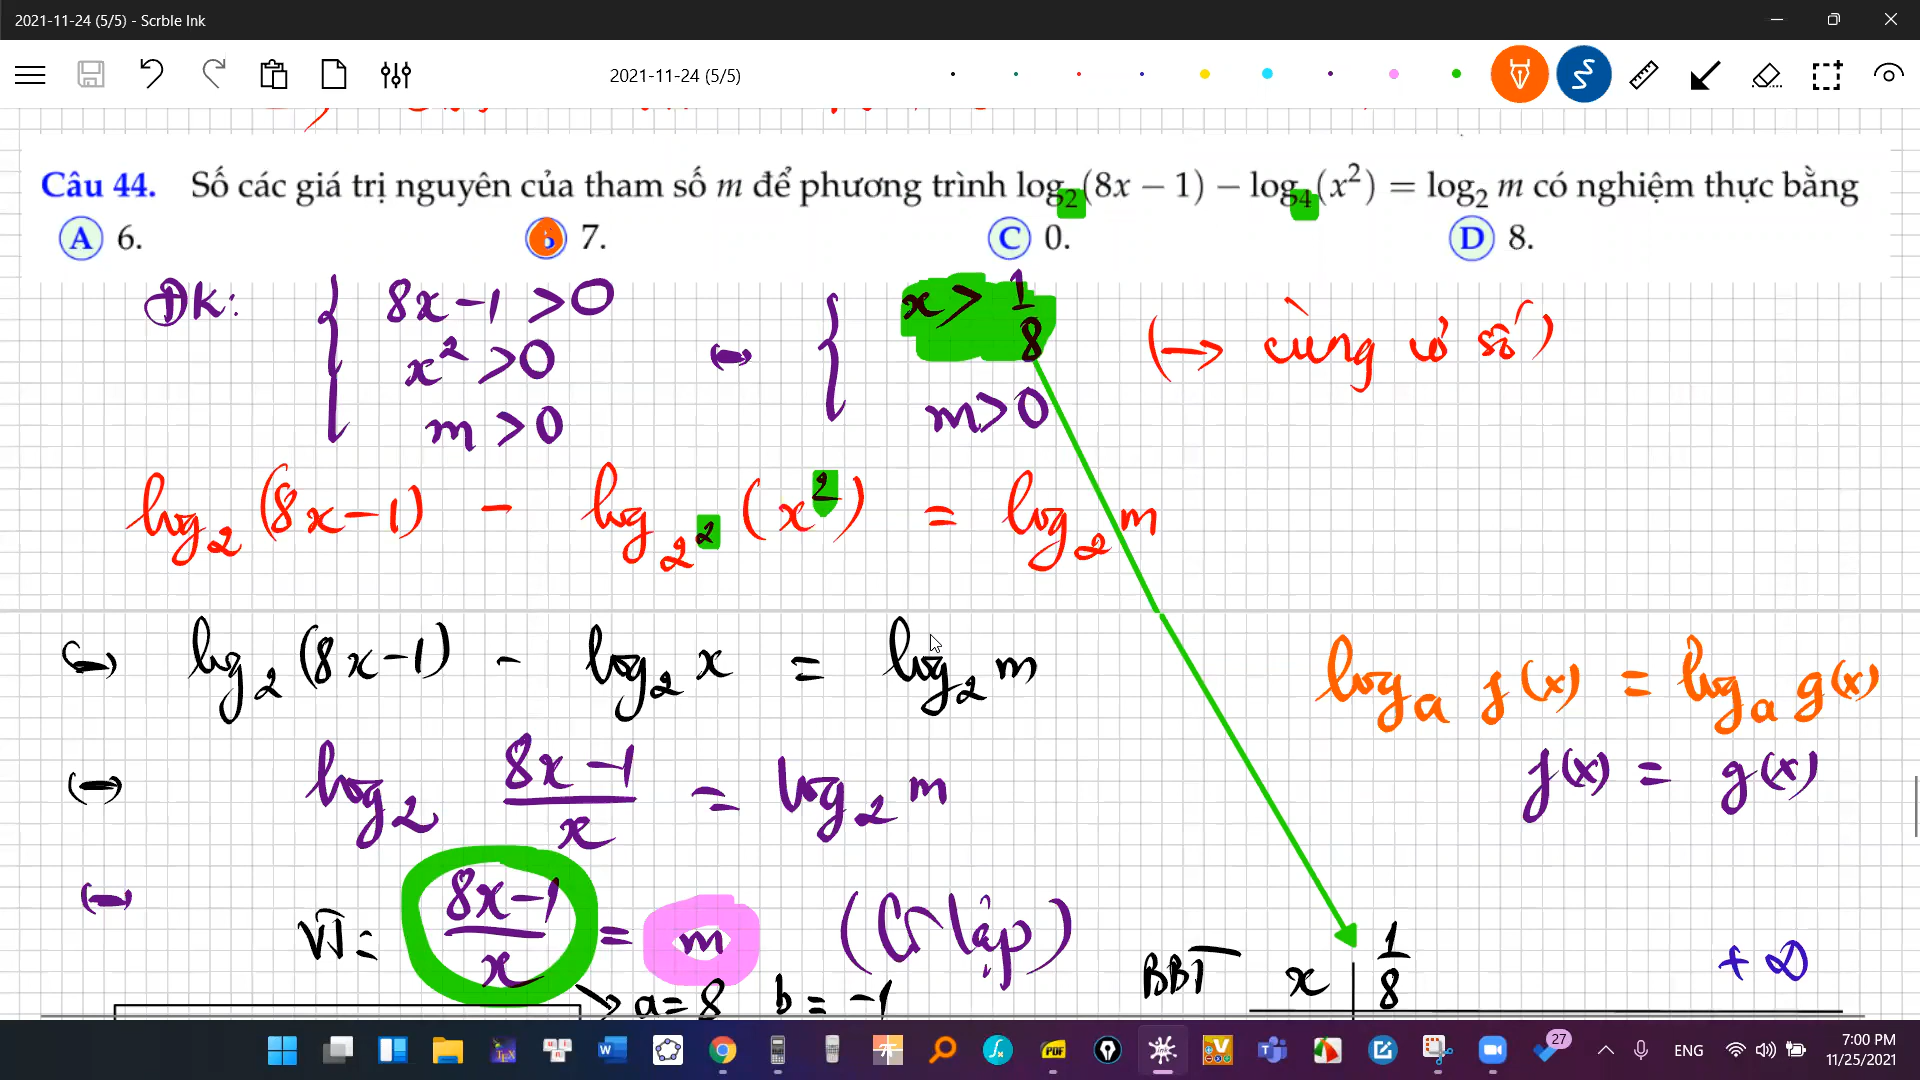 2021-11-24 (5/5) - Scrble Ink
2021-11-24 (5/5)
Câu 44. Số các giá trị nguyên của tham số m để phương trình log₂(8x − 1) − log₄(x²) = log₂ m có nghiệm thực bằng
A 6. B 7. C 0. D 8.
ĐK: { 8x-1 >0 ↔ { x> 1/8 (→ cùng cơ số)
x² >0
m >0 m>0
log₂ (8x-1) - log_2² (x²) = log₂ m
↔ log₂ (8x-1) - log₂ x = log₂ m
logₐ f(x) = logₐ g(x)
↔ log₂ (8x-1)/x = log₂ m
f(x) = g(x)
↔ VT = (8x-1)/x = m (Cô lập)
→ a=8 b=-1
BBT x 1/8 +∞
27
ENG
7:00 PM
11/25/2021